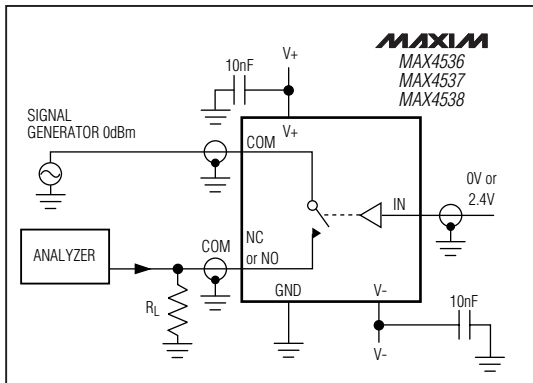 MAXIM
MAX4536
MAX4537
MAX4538
10nF
V+
V+
SIGNAL
GENERATOR 0dBm
COM
0V or
2.4V
IN
ANALYZER
COM
NC
or NO
RL
GND
V-
10nF
V-